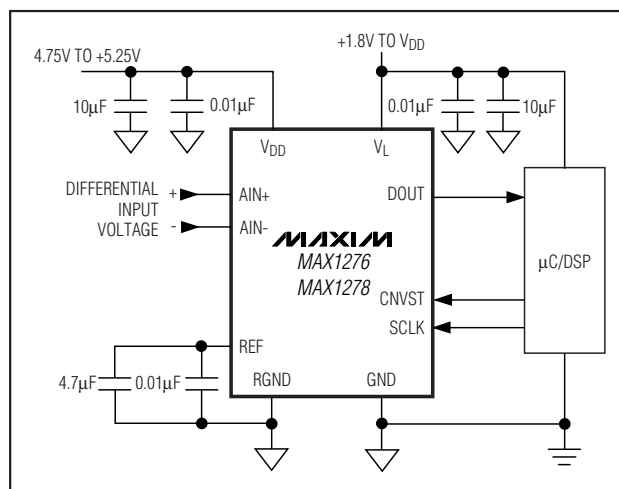 4.75V TO +5.25V
+1.8V TO VDD
10µF
0.01µF
0.01µF
10µF
VDD
VL
DIFFERENTIAL
INPUT
VOLTAGE
+
-
AIN+
AIN-
DOUT
MAXIM
MAX1276
MAX1278
µC/DSP
CNVST
SCLK
REF
4.7µF
0.01µF
RGND
GND